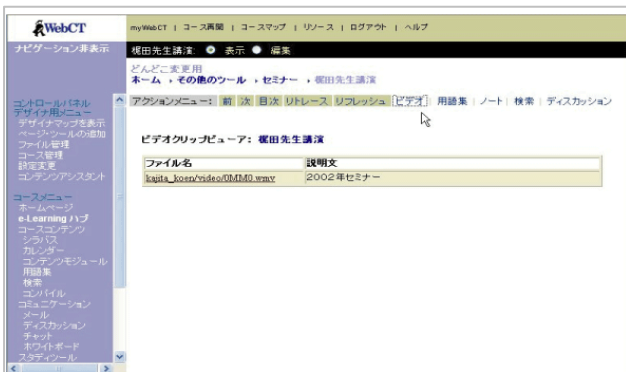 WebCT
myWebCT | コース再開 | コースマップ | リソース | ログアウト | ヘルプ
ナビゲーション非表示
梶田先生講演: 表示 編集
どんどこ変更用
ホーム › その他のツール › セミナー › 梶田先生講演
アクションメニュー: 前 次 目次 リトレース リフレッシュ ビデオ 用語集 ノート 検索 ディスカッション
コントロールパネル
デザイナ用メニュー
デザイナマップを表示
ページ・ツールの追加
ファイル管理
コース管理
設定変更
コンテンツアシスタント
コースメニュー
ホームページ
e-Learning ハブ
コースコンテンツ
シラバス
カレンダー
コンテンツモジュール
用語集
検索
コンパイル
コミュニケーション
メール
ディスカッション
チャット
ホワイトボード
スタディツール
ビデオクリップビューア: 梶田先生講演
ファイル名 説明文
kajita_koen/video/0MM0.wmv 2002年セミナー